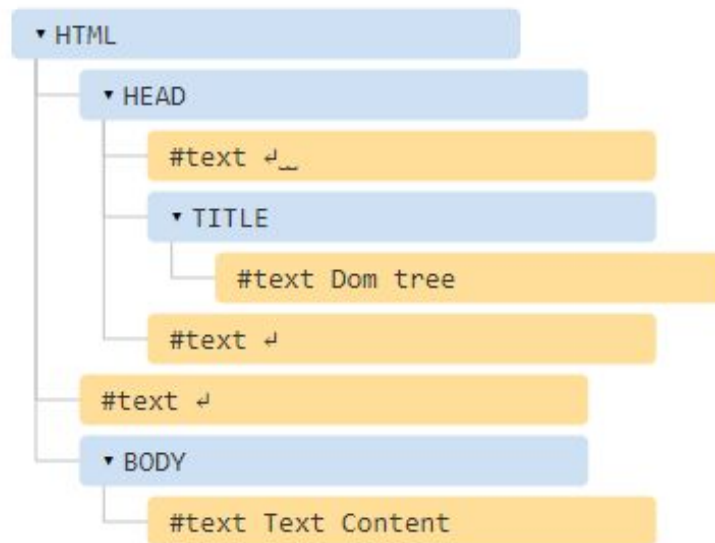 ▾ HTML
▾ HEAD
#text ↵␣␣
▾ TITLE
#text Dom tree
#text ↵
#text ↵
▾ BODY
#text Text Content